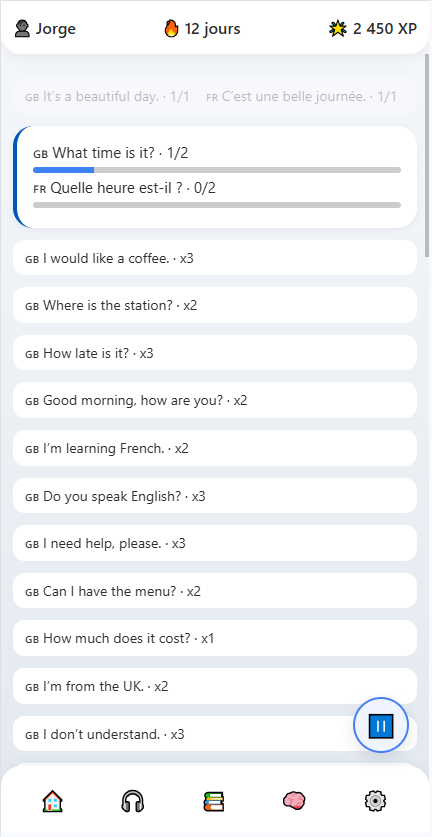 Jorge 12 jours 2 450 XP
GB It's a beautiful day. · 1/1 FR C'est une belle journée. · 1/1
GB What time is it? · 1/2
FR Quelle heure est-il ? · 0/2
GB I would like a coffee. · x3
GB Where is the station? · x2
GB How late is it? · x3
GB Good morning, how are you? · x2
GB I'm learning French. · x2
GB Do you speak English? · x3
GB I need help, please. · x3
GB Can I have the menu? · x2
GB How much does it cost? · x1
GB I'm from the UK. · x2
GB I don't understand. · x3